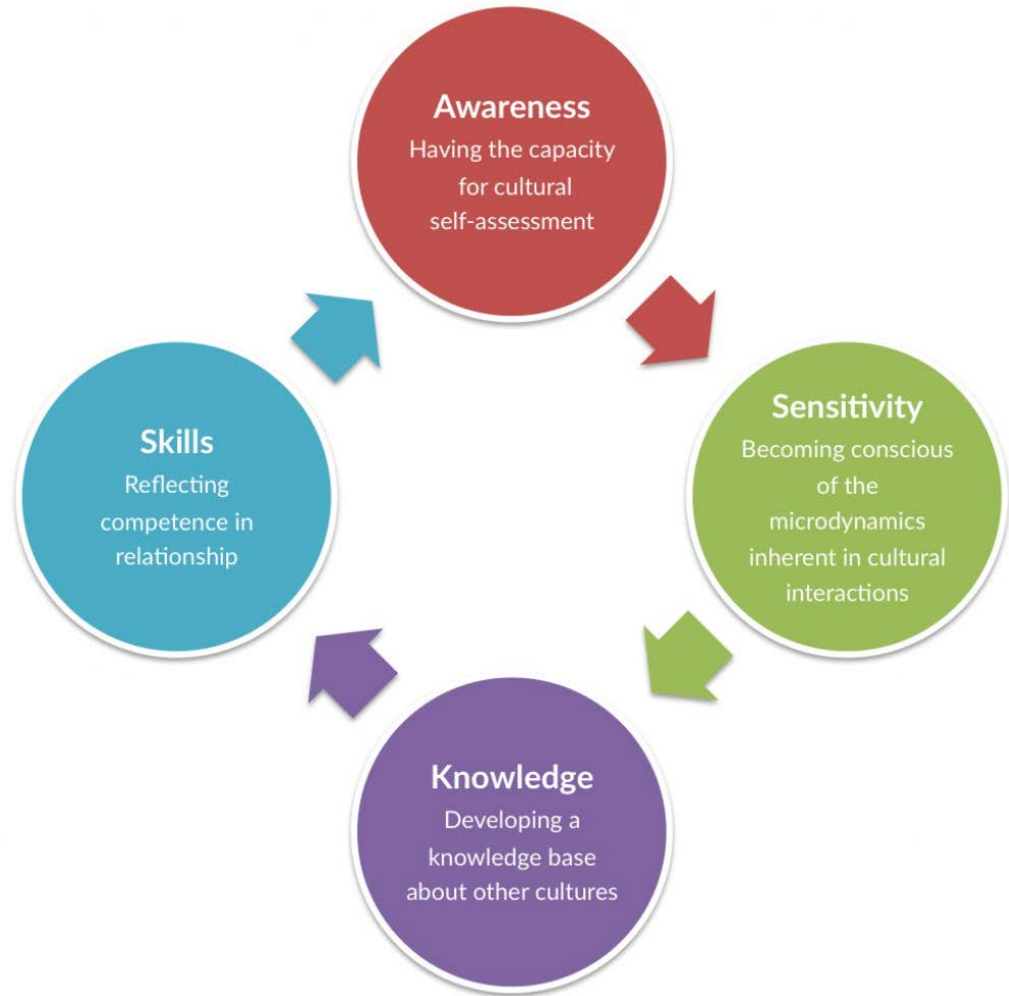 Awareness
Having the capacity
for cultural
self-assessment
Sensitivity
Becoming conscious
of the
microdynamics
inherent in cultural
interactions
Knowledge
Developing a
knowledge base
about other cultures
Skills
Reflecting
competence in
relationship